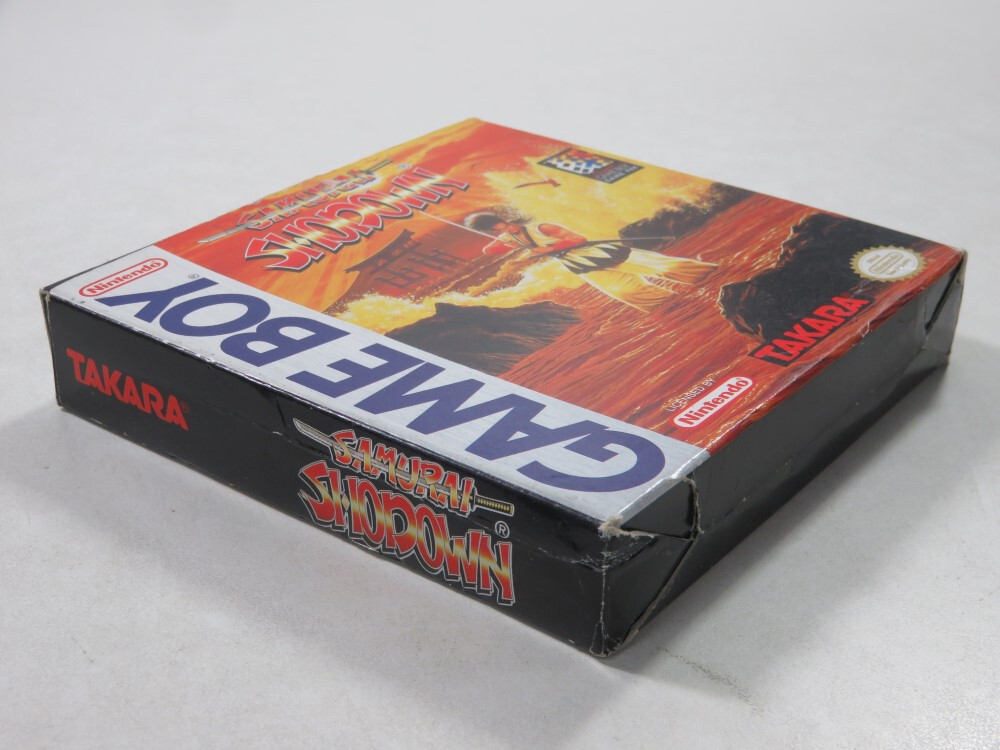 SAMURAI
SHODOWN
Nintendo®
GAME BOY
TAKARA
LICENSED BY
Nintendo
TAKARA®
SAMURAI
SHODOWN®